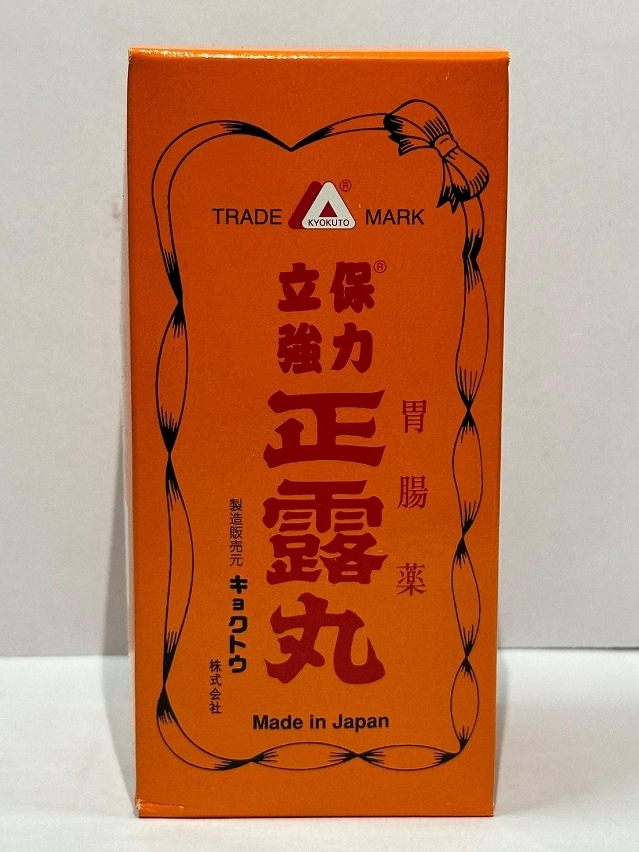 TRADE MARK
®
KYOKUTO
立保®
強力
正露丸
胃腸薬
製造販売元
キョクトウ
株式会社
Made in Japan